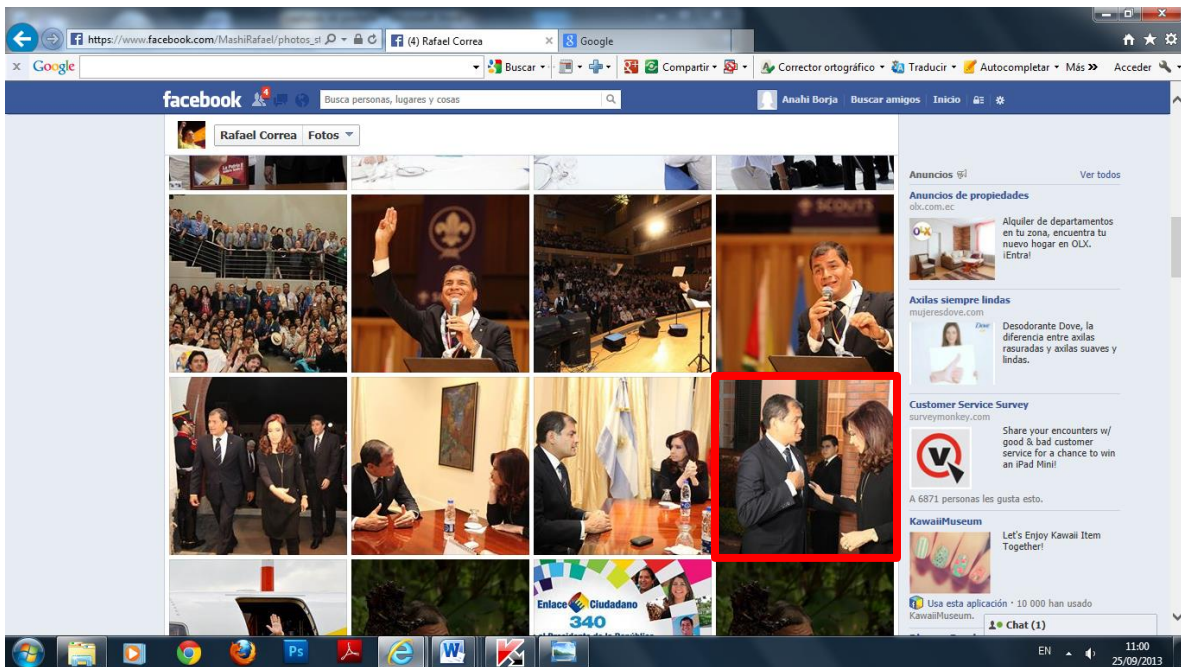 https://www.facebook.com/MashiRafael/photos_st
(4) Rafael Correa
Google
x Google
Buscar
Compartir
Corrector ortográfico
Traducir
Autocompletar
Más »
Acceder
facebook
4
Busca personas, lugares y cosas
Anahi Borja
Buscar amigos
Inicio
Rafael Correa
Fotos
SCOUTS
Enlace Ciudadano
340
Anuncios
Ver todos
Anuncios de propiedades
olx.com.ec
OLX
Alquiler de departamentos
en tu zona, encuentra tu
nuevo hogar en OLX.
¡Entra!
Axilas siempre lindas
mujeresdove.com
Dove
Desodorante Dove, la
diferencia entre axilas
rasuradas y axilas suaves y
lindas.
Customer Service Survey
surveymonkey.com
V
Share your encounters w/
good & bad customer
service for a chance to win
an iPad Mini!
A 6871 personas les gusta esto.
KawaiiMuseum
Let's Enjoy Kawaii Item
Together!
Usa esta aplicación · 10 000 han usado
KawaiiMuseum.
Chat (1)
Ps
W
K
EN
11:00
25/09/2013